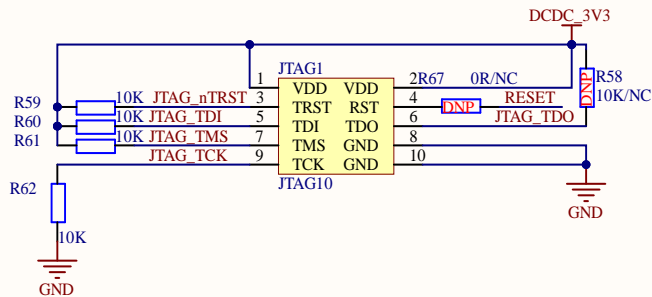 DCDC_3V3
JTAG1
R67 0R/NC
R58
10K/NC
DNP
1 VDD VDD 2
R59 10K JTAG_nTRST 3 TRST RST 4 DNP RESET
R60 10K JTAG_TDI 5 TDI TDO 6 JTAG_TDO
R61 10K JTAG_TMS 7 TMS GND 8
JTAG_TCK 9 TCK GND 10
JTAG10
R62
10K
GND
GND